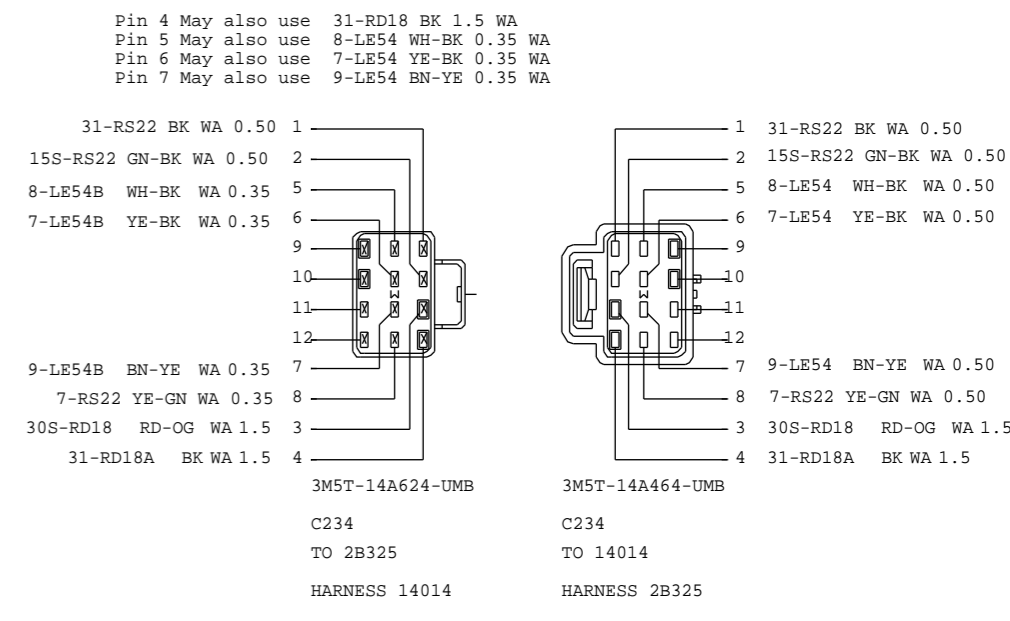 Pin 4 May also use 31-RD18 BK 1.5 WA
Pin 5 May also use 8-LE54 WH-BK 0.35 WA
Pin 6 May also use 7-LE54 YE-BK 0.35 WA
Pin 7 May also use 9-LE54 BN-YE 0.35 WA
31-RS22 BK WA 0.50 1
15S-RS22 GN-BK WA 0.50 2
8-LE54B WH-BK WA 0.35 5
7-LE54B YE-BK WA 0.35 6
9
10
11
12
9-LE54B BN-YE WA 0.35 7
7-RS22 YE-GN WA 0.35 8
30S-RD18 RD-OG WA 1.5 3
31-RD18A BK WA 1.5 4
3M5T-14A624-UMB
C234
TO 2B325
HARNESS 14014
1 31-RS22 BK WA 0.50
2 15S-RS22 GN-BK WA 0.50
5 8-LE54 WH-BK WA 0.50
6 7-LE54 YE-BK WA 0.50
9
10
11
12
7 9-LE54 BN-YE WA 0.50
8 7-RS22 YE-GN WA 0.50
3 30S-RD18 RD-OG WA 1.5
4 31-RD18A BK WA 1.5
3M5T-14A464-UMB
C234
TO 14014
HARNESS 2B325